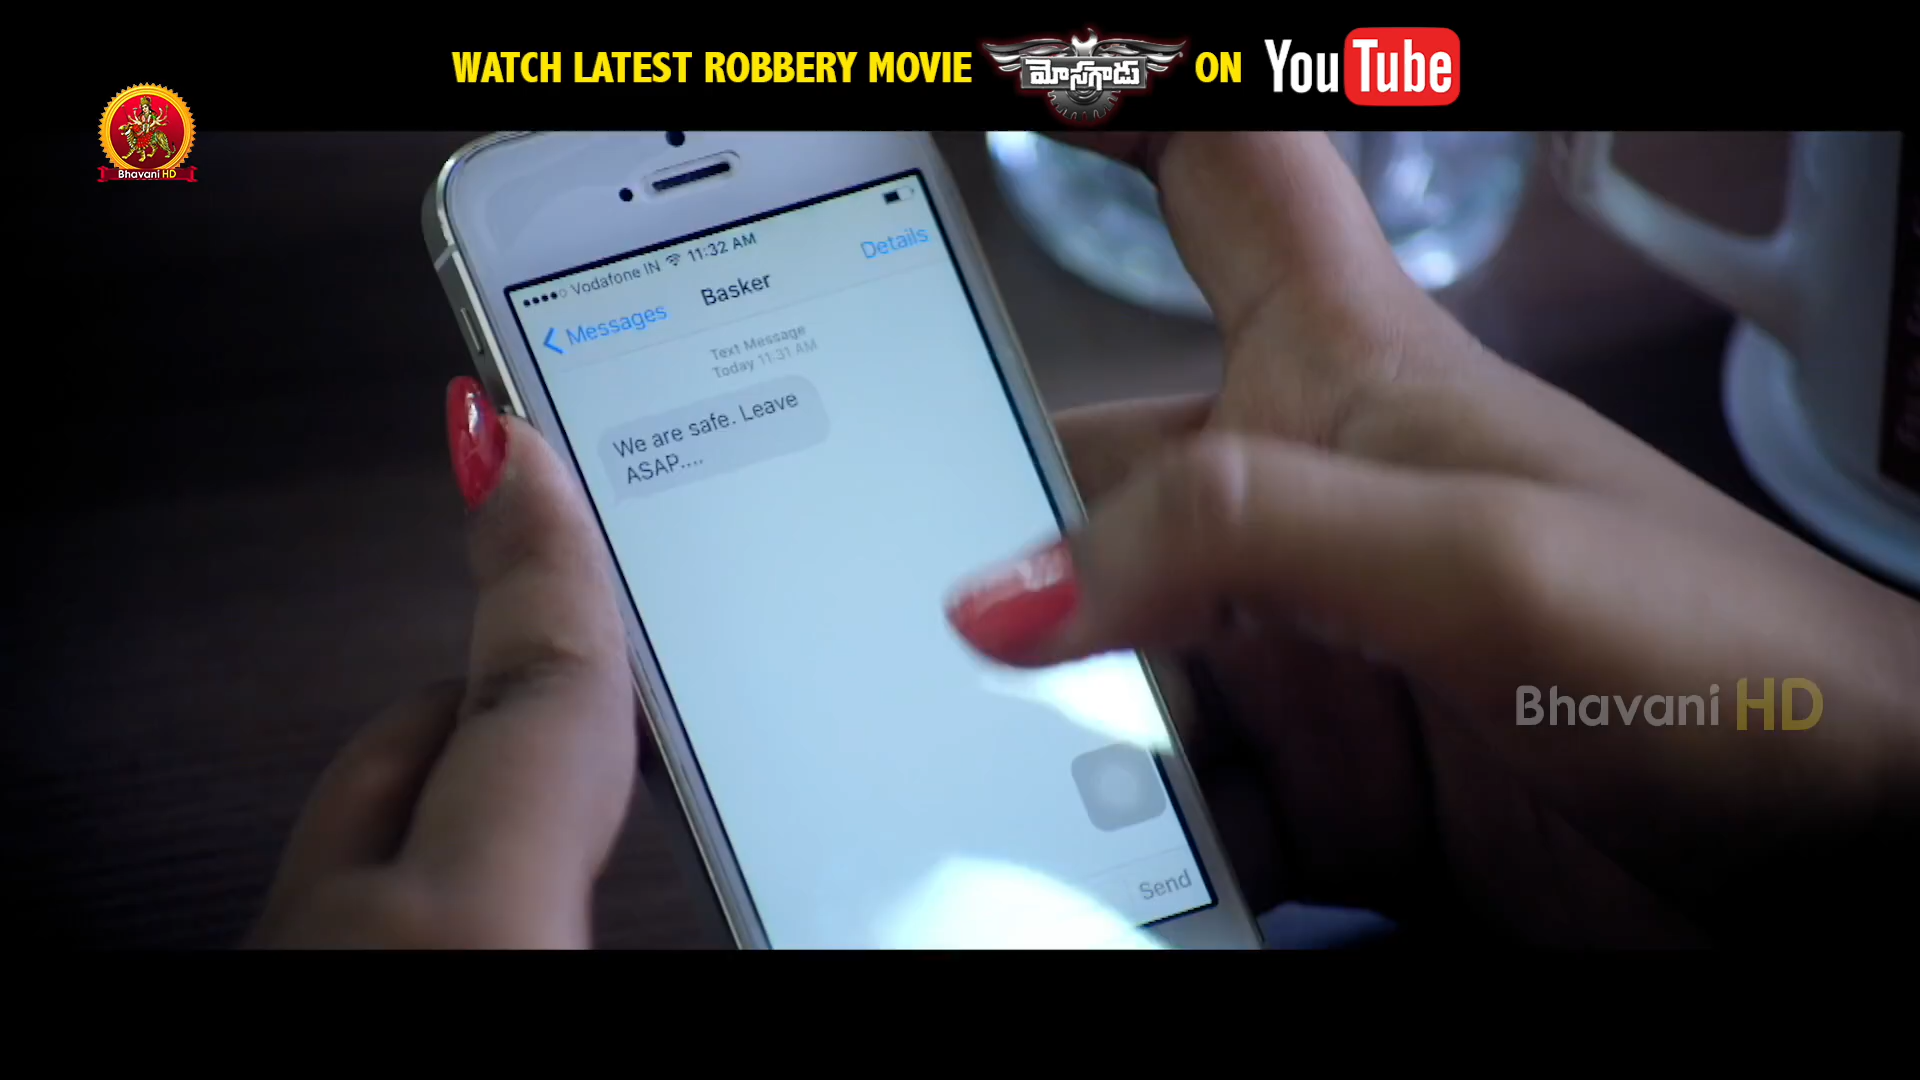 WATCH LATEST ROBBERY MOVIE మోసగాడు ON YouTube
Bhavani HD
Vodafone IN 11:32 AM
Messages Basker Details
Text Message
Today 11:31 AM
We are safe. Leave
ASAP....
Send
Bhavani HD